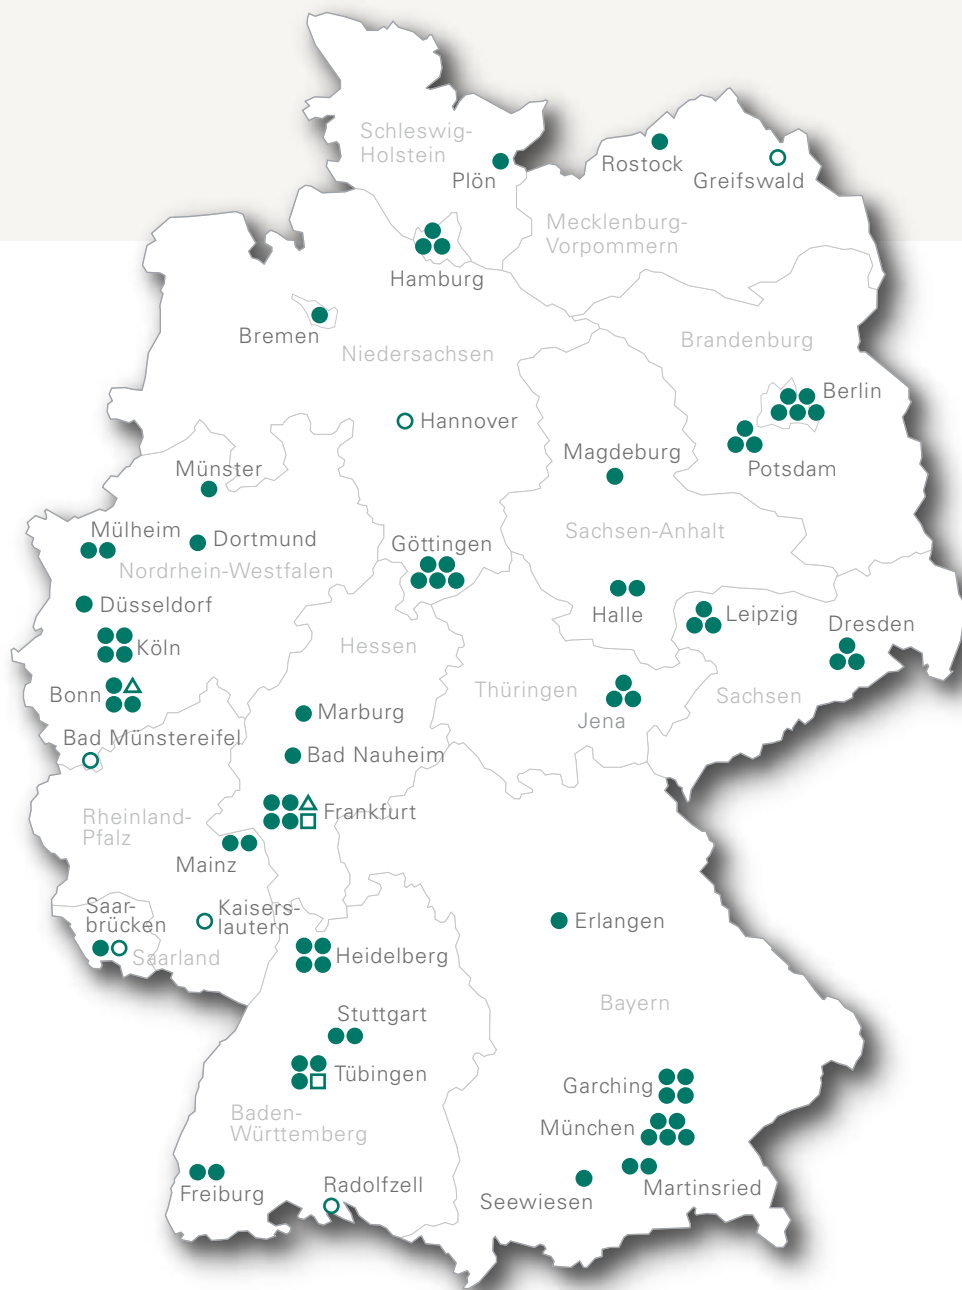 Schleswig-
Holstein
Plön
Rostock
Greifswald
Mecklenburg-
Vorpommern
Hamburg
Bremen
Niedersachsen
Brandenburg
Berlin
Hannover
Potsdam
Magdeburg
Münster
Sachsen-Anhalt
Mülheim
Dortmund
Göttingen
Nordrhein-Westfalen
Düsseldorf
Halle
Leipzig
Dresden
Köln
Hessen
Bonn
Thüringen
Sachsen
Jena
Marburg
Bad Münstereifel
Bad Nauheim
Rheinland-
Pfalz
Frankfurt
Mainz
Saar-
brücken
Kaisers-
lautern
Erlangen
Saarland
Heidelberg
Bayern
Stuttgart
Tübingen
Garching
Baden-
Württemberg
München
Freiburg
Radolfzell
Seewiesen
Martinsried